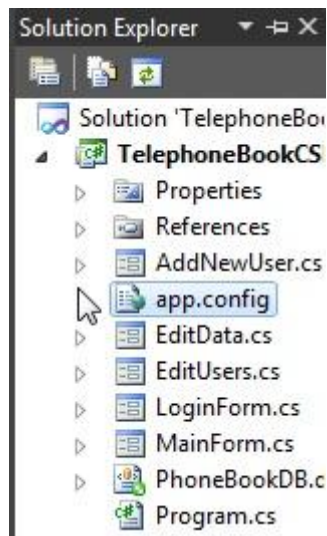 Solution Explorer
Solution 'TelephoneBo
TelephoneBookCS
Properties
References
AddNewUser.cs
app.config
EditData.cs
EditUsers.cs
LoginForm.cs
MainForm.cs
PhoneBookDB.c
Program.cs